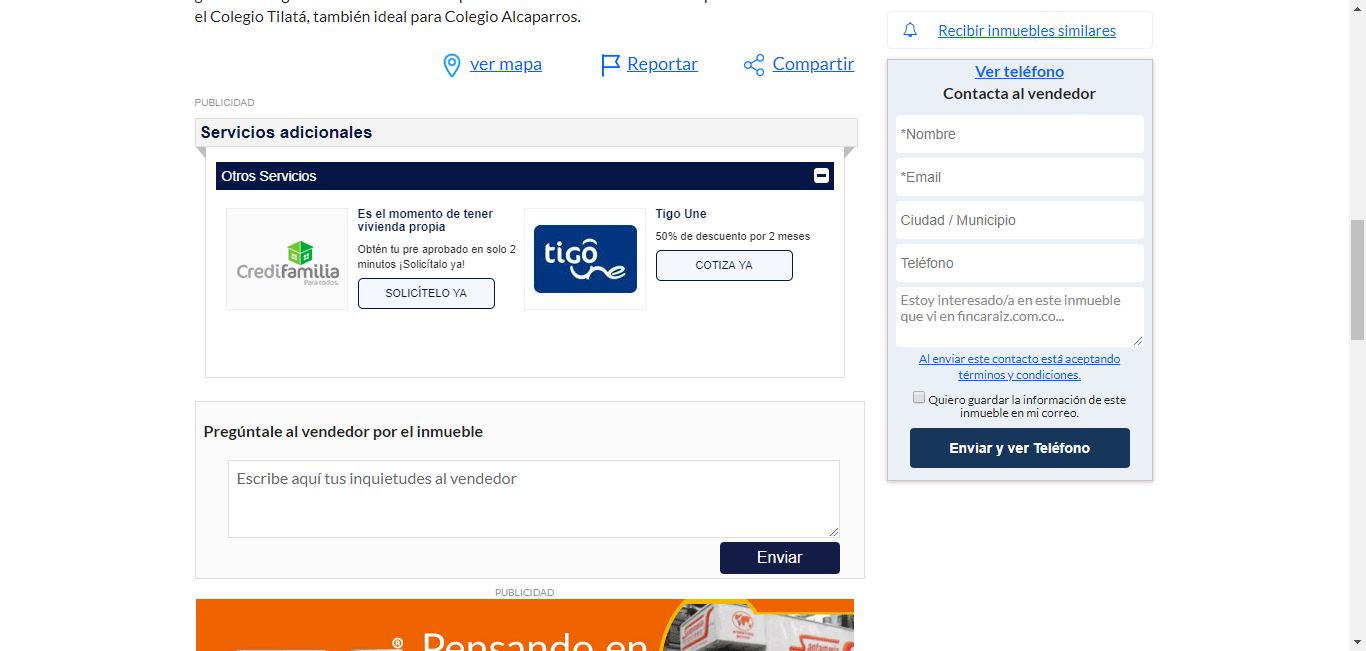 el Colegio Tilatá, también ideal para Colegio Alcaparros.
ver mapa
Reportar
Compartir
PUBLICIDAD
Servicios adicionales
Otros Servicios
CrediFamilia
Para todos.
Es el momento de tener
vivienda propia
Obtén tu pre aprobado en solo 2
minutos ¡Solicítalo ya!
SOLICÍTELO YA
tigo
une
Tigo Une
50% de descuento por 2 meses
COTIZA YA
Pregúntale al vendedor por el inmueble
Escribe aquí tus inquietudes al vendedor
Enviar
PUBLICIDAD
® Pensando en
Recibir inmuebles similares
Ver teléfono
Contacta al vendedor
*Nombre
*Email
Ciudad / Municipio
Teléfono
Estoy interesado/a en este inmueble
que vi en fincaraiz.com.co...
Al enviar este contacto está aceptando
términos y condiciones.
Quiero guardar la información de este
inmueble en mi correo.
Enviar y ver Teléfono